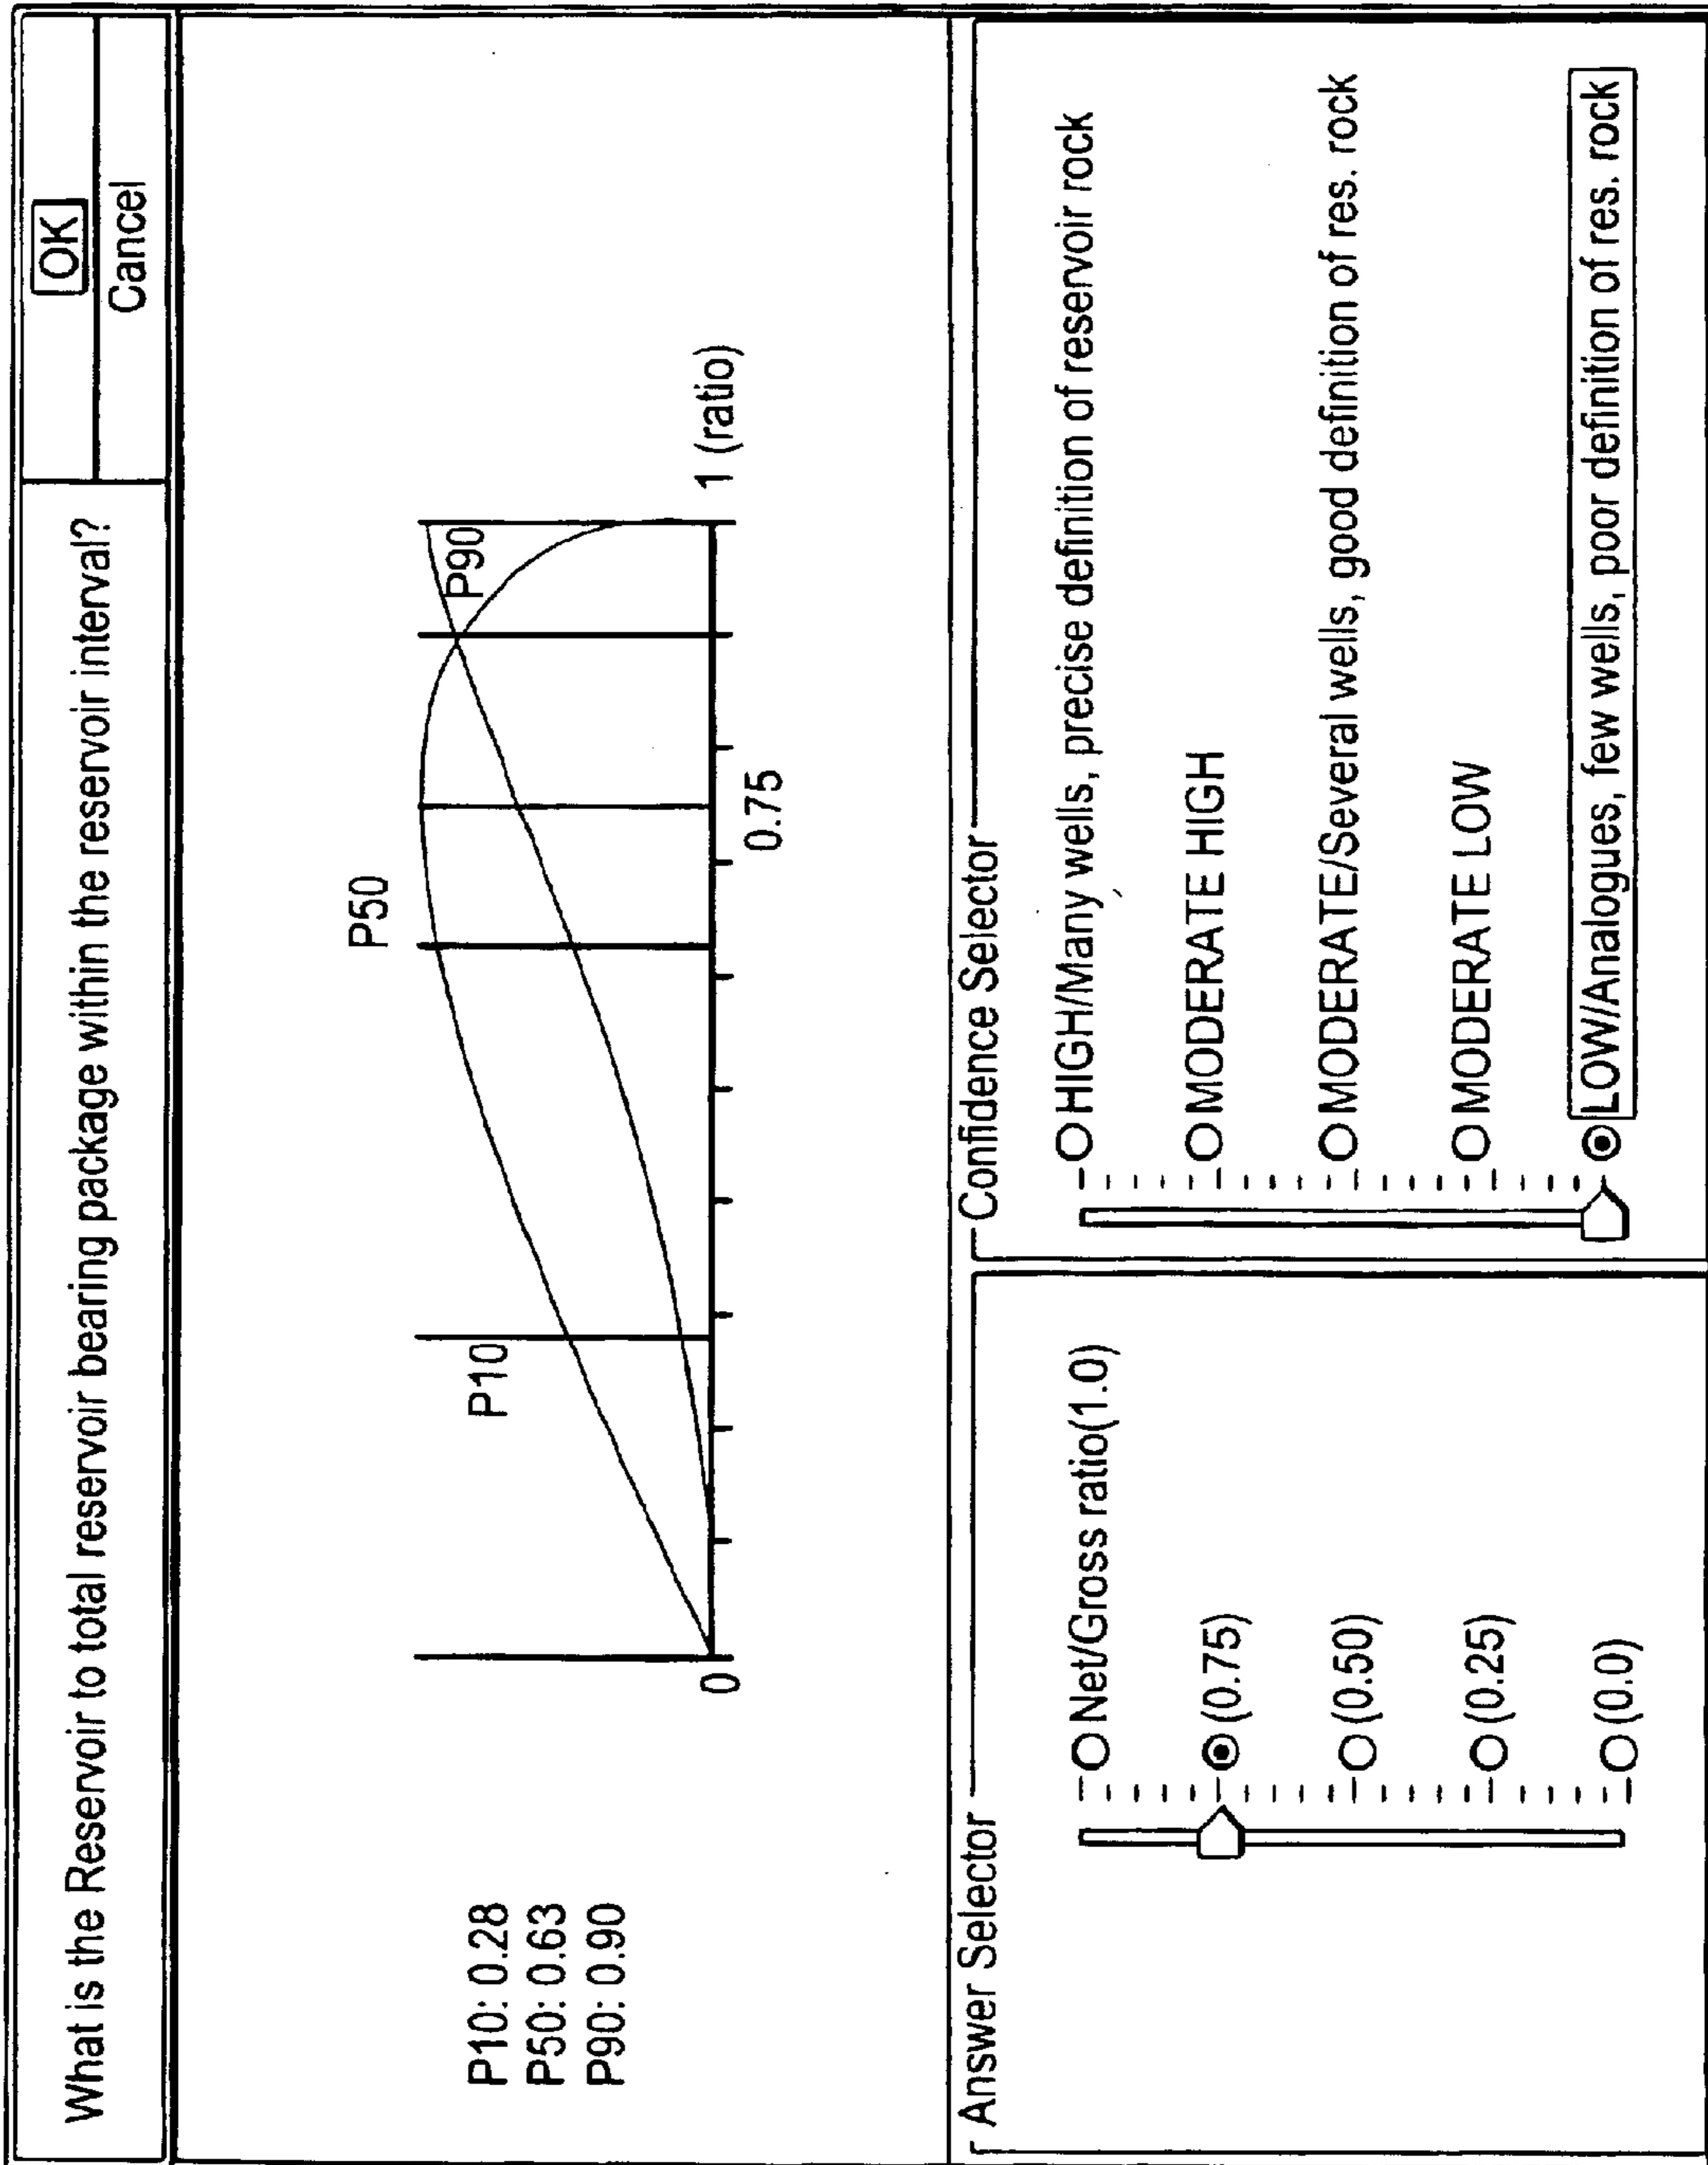 What is the Reservoir to total reservoir bearing package within the reservoir interval?
OK
Cancel
P10: 0.28
P50: 0.63
P90: 0.90
P10
P50
P90
0
0.75
1 (ratio)
Answer Selector
Net/Gross ratio(1.0)
(0.75)
(0.50)
(0.25)
(0.0)
Confidence Selector
HIGH/Many wells, precise definition of reservoir rock
MODERATE HIGH
MODERATE/Several wells, good definition of res. rock
MODERATE LOW
LOW/Analogues, few wells, poor definition of res. rock